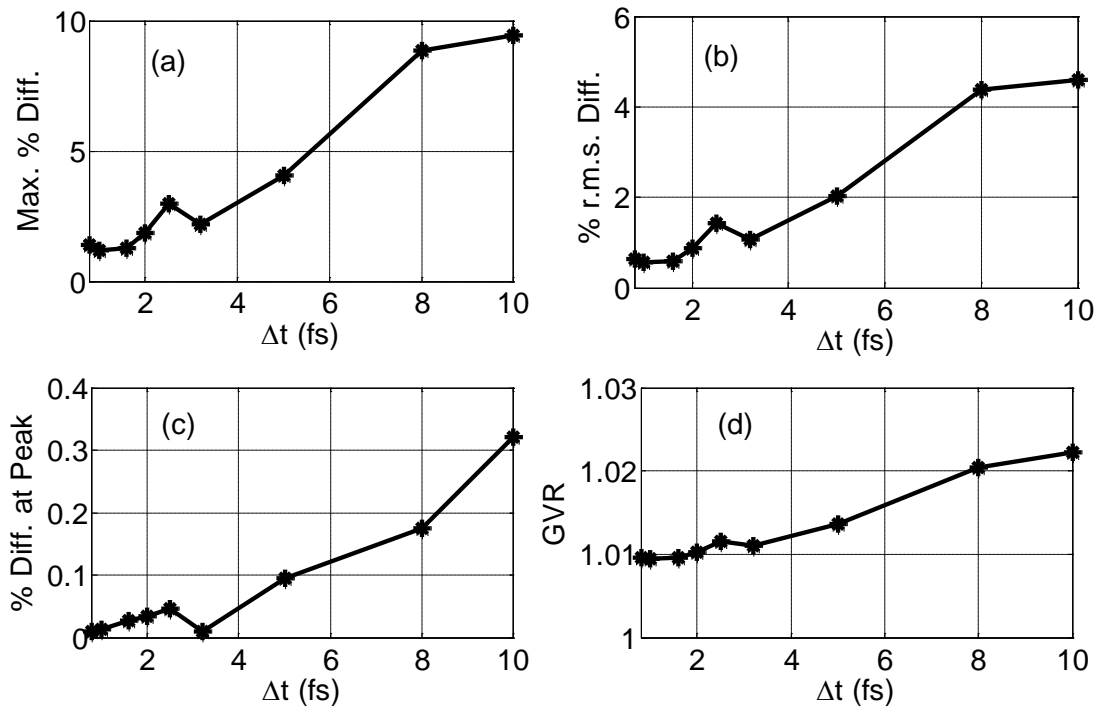 (a)
Max. % Diff.
10
5
0
2 4 6 8 10
Δt (fs)
(b)
% r.m.s. Diff.
6
4
2
0
2 4 6 8 10
Δt (fs)
(c)
% Diff. at Peak
0.4
0.3
0.2
0.1
0
2 4 6 8 10
Δt (fs)
(d)
GVR
1.03
1.02
1.01
1
2 4 6 8 10
Δt (fs)